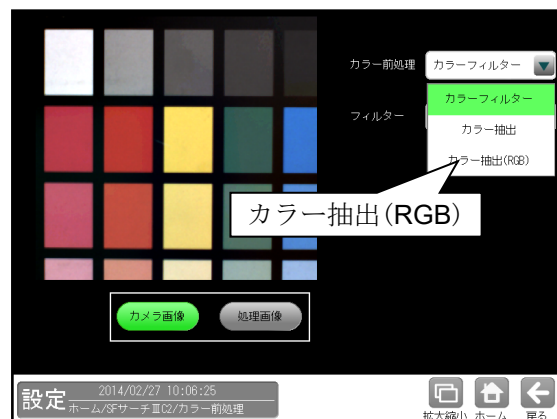 カラー前処理 カラーフィルター
カラーフィルター
フィルター
カラー抽出
カラー抽出(RGB)
カラー抽出(RGB)
カメラ画像 処理画像
設定 2014/02/27 10:06:25
ホーム/SFサーチⅢC2/カラー前処理
拡大縮小 ホーム 戻る